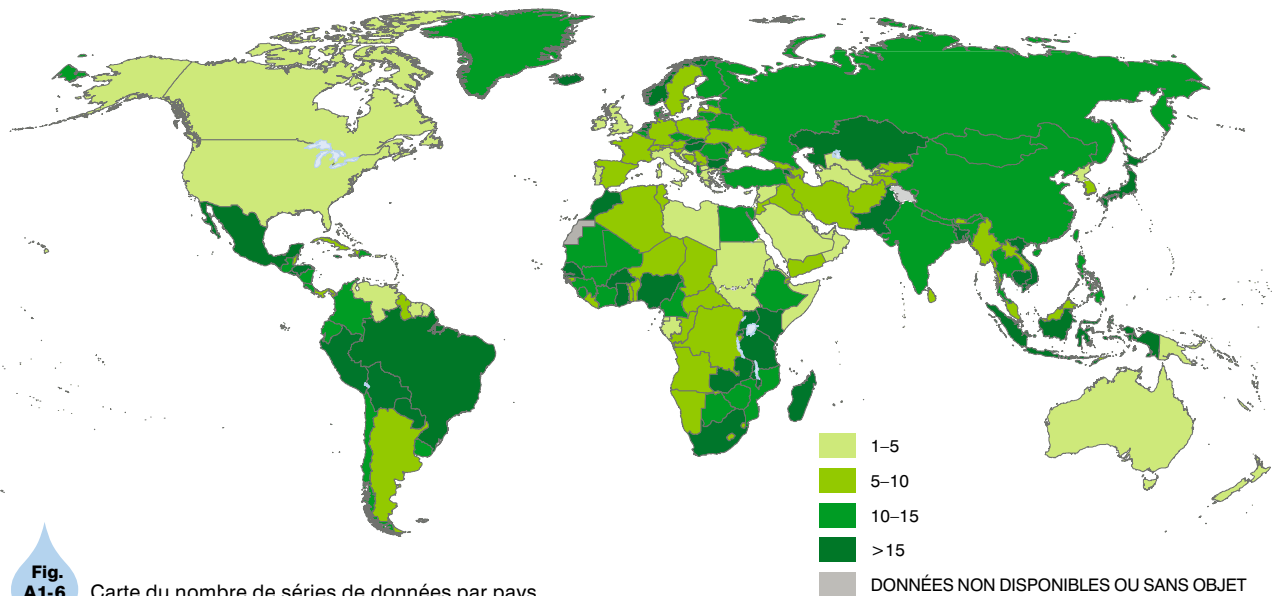 1–5
5–10
10–15
>15
DONNÉES NON DISPONIBLES OU SANS OBJET
Fig.
A1-6 Carte du nombre de séries de données par pays